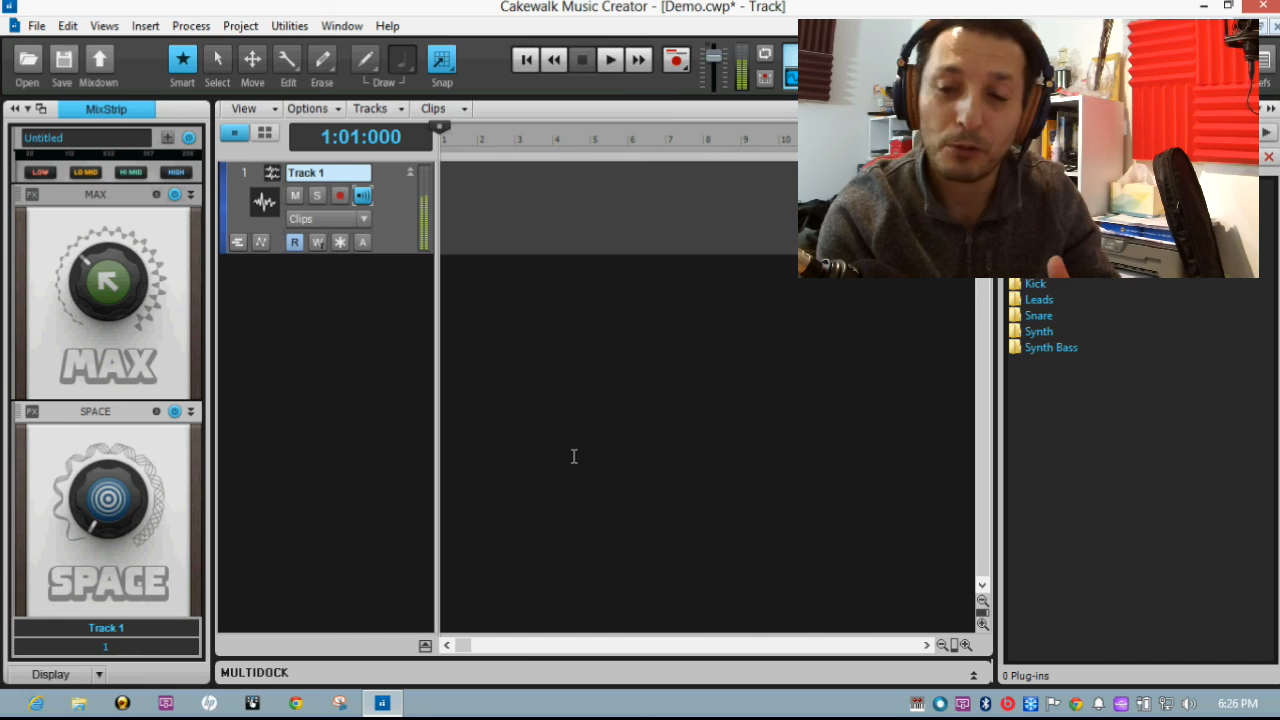 Cakewalk Music Creator - [Demo.cwp* - Track]
File Edit Views Insert Process Project Utilities Window Help
Open Save Mixdown Smart Select Move Edit Erase Draw Snap
MixStrip
View Options Tracks Clips
Untitled
1:01:000
1 2 3 4 5 6 7 8 9 10
LOW LO MID HI MID HIGH
1 Track 1
FX MAX
M S
Clips
R W A
MAX
Kick
Leads
Snare
Synth
Synth Bass
FX SPACE
SPACE
Track 1
1
Display
MULTIDOCK
0 Plug-ins
6:26 PM